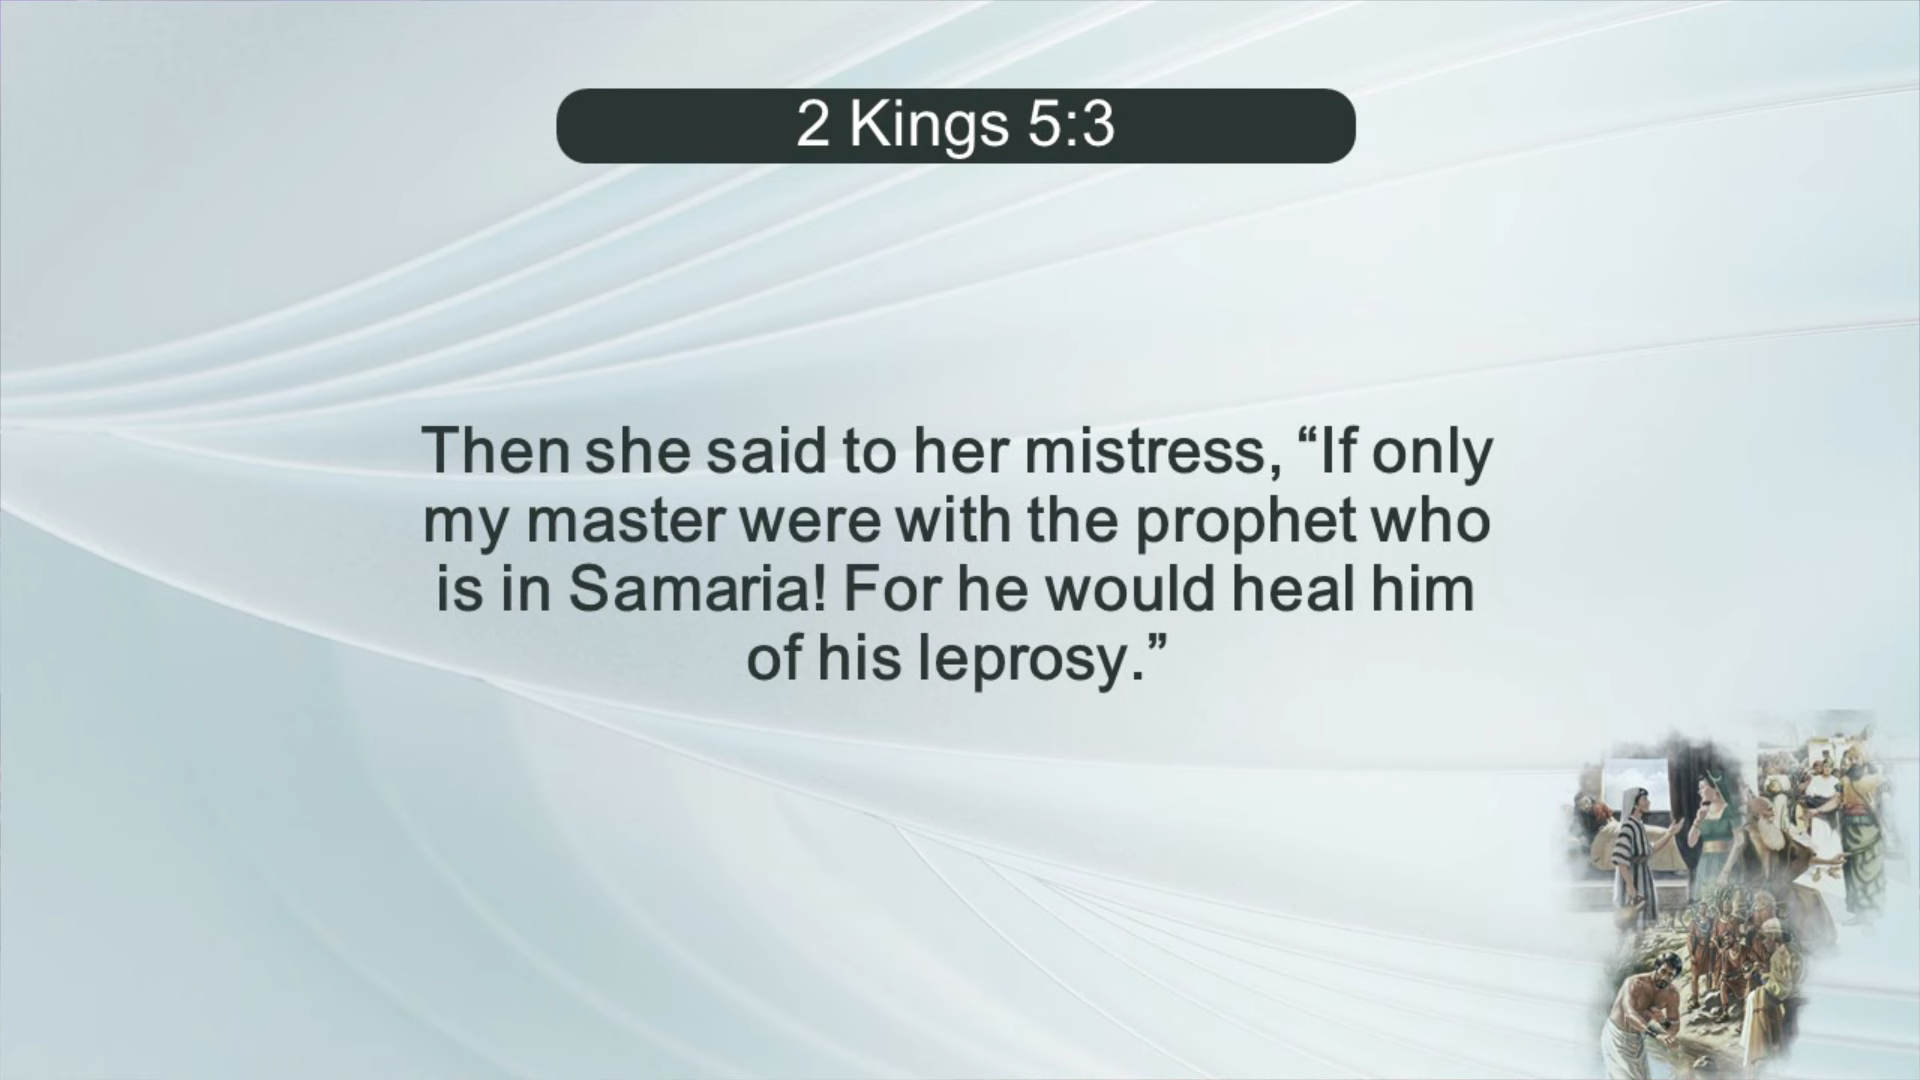 2 Kings 5:3
Then she said to her mistress, “If only
my master were with the prophet who
is in Samaria! For he would heal him
of his leprosy.”